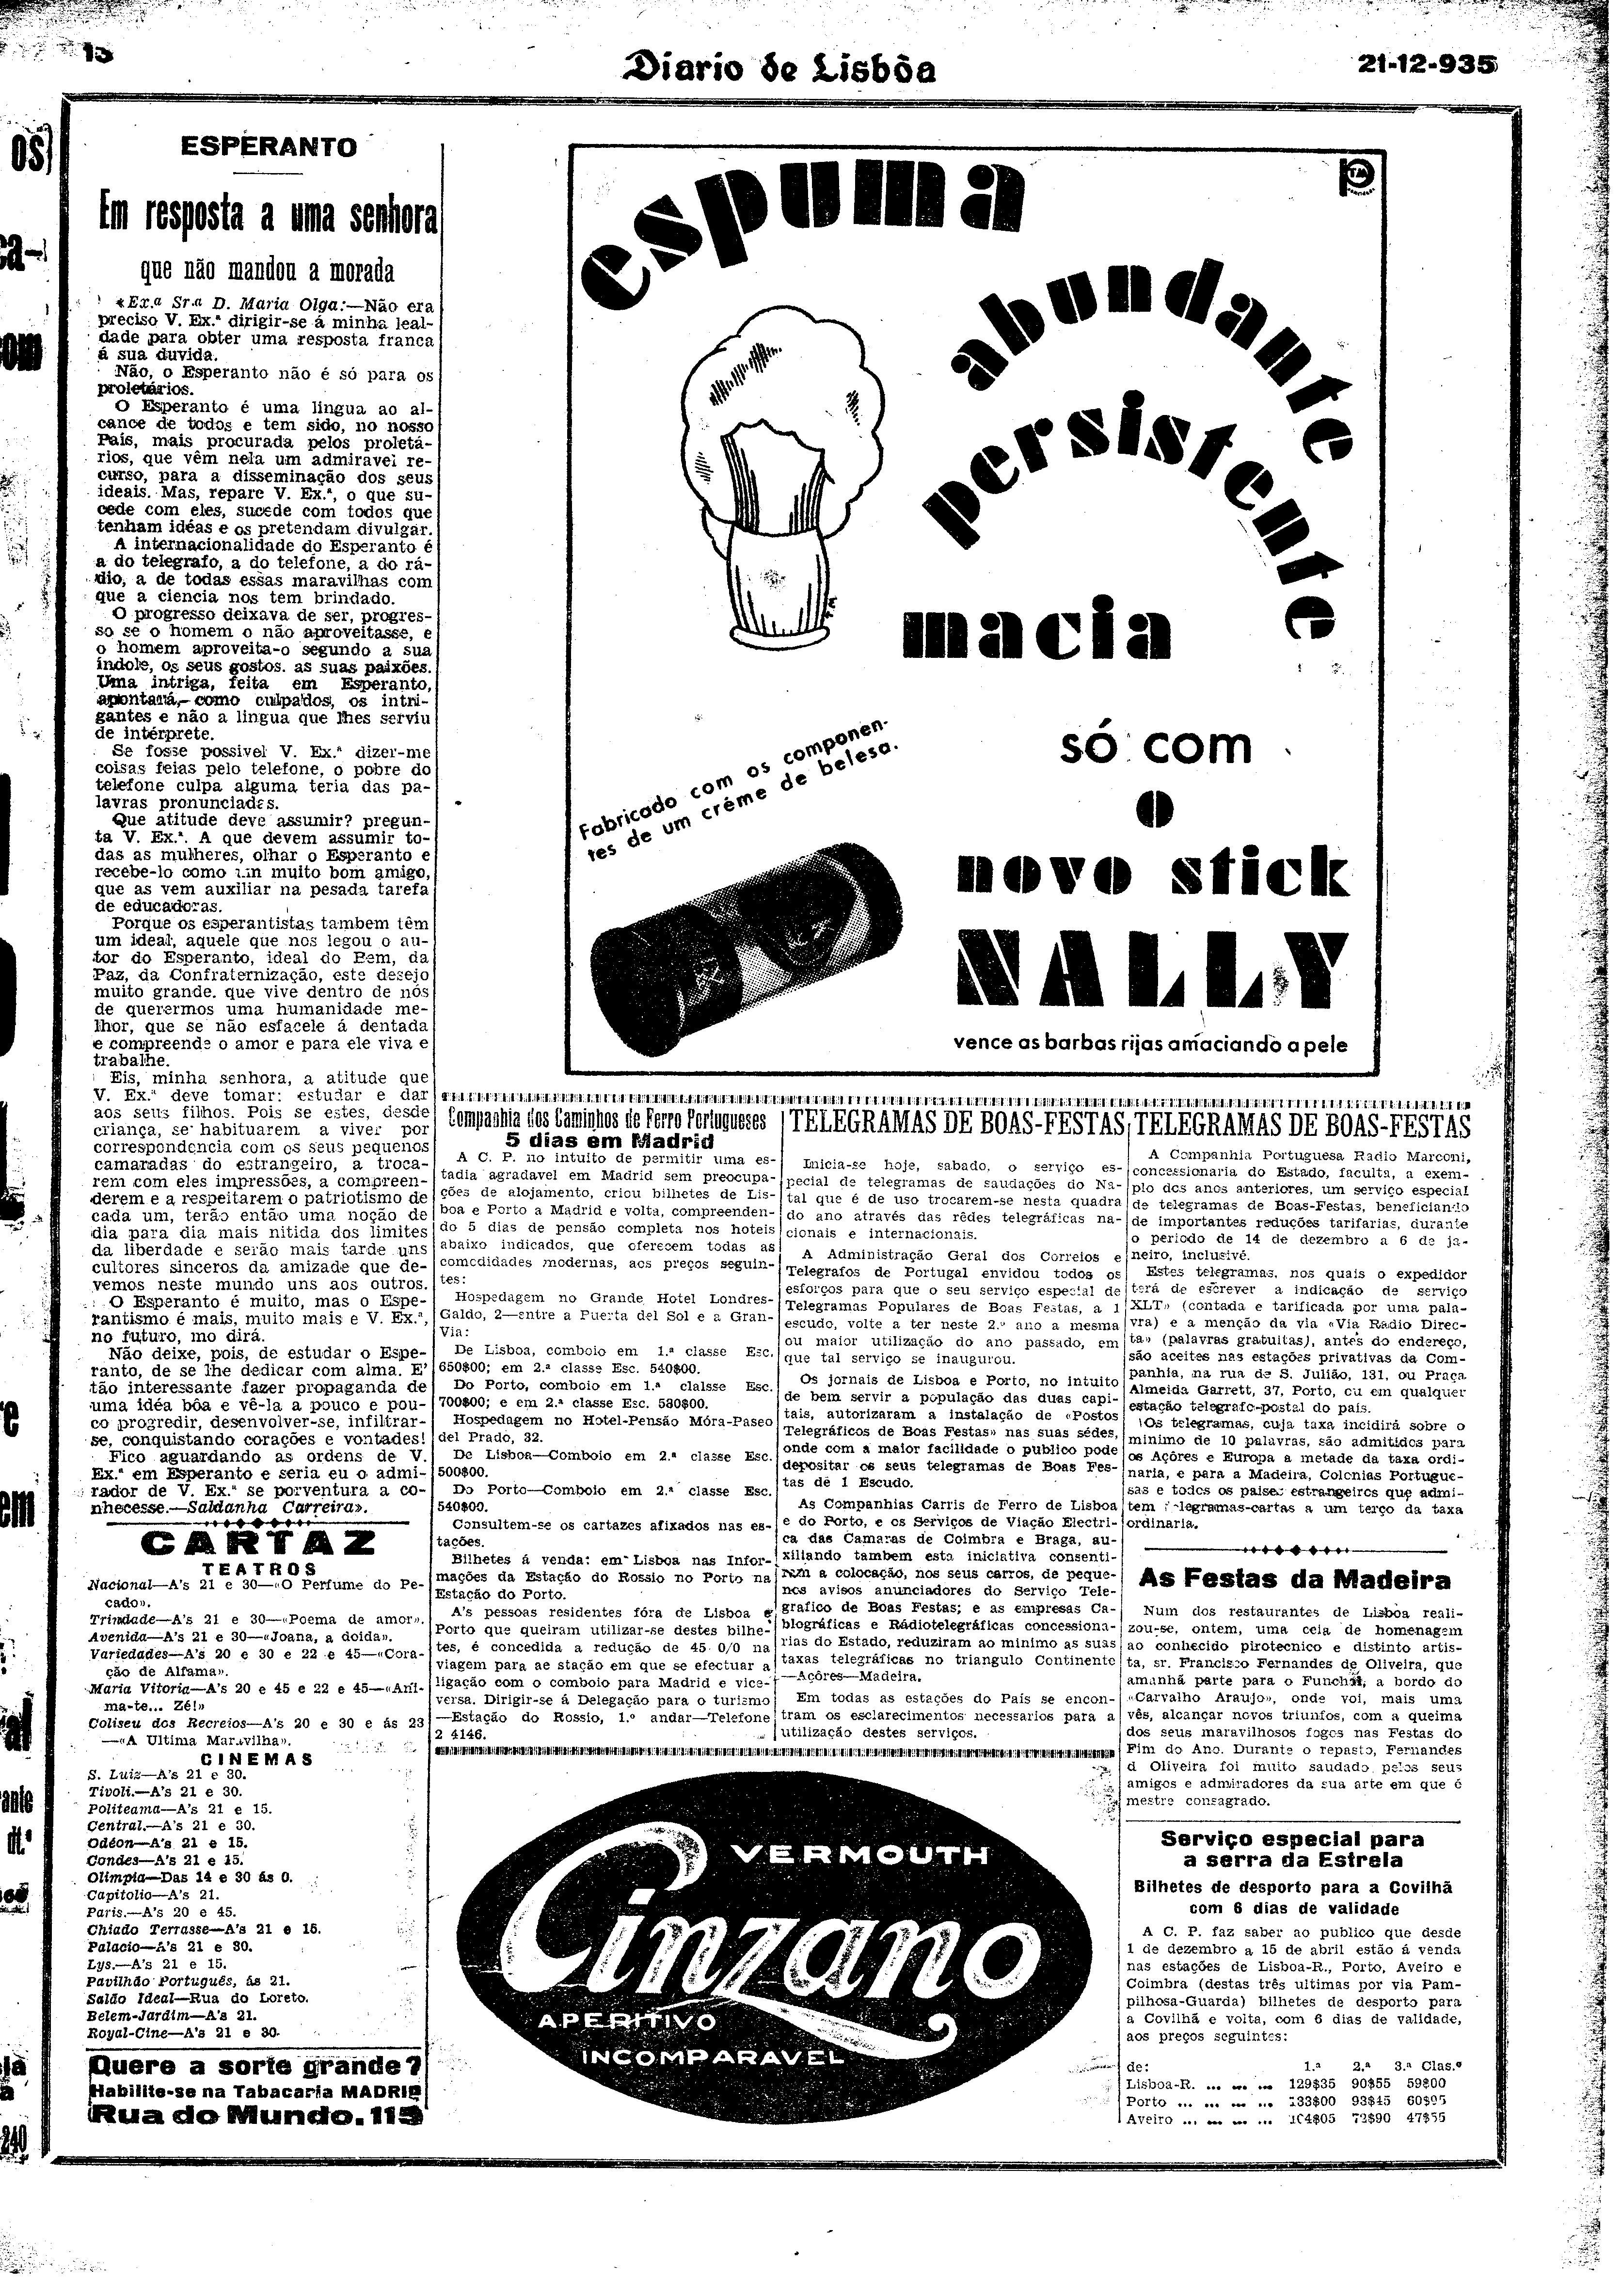 13
Diario de Lisbôa
21-12-935
ESPERANTO
Em resposta a uma senhora
que não mandou a morada
«Ex.ª Sr.ª D. Maria Olga:—Não era
preciso V. Ex.ª dirigir-se á minha leal-
dade para obter uma resposta franca
á sua duvida.
Não, o Esperanto não é só para os
proletários.
O Esperanto é uma lingua ao al-
cance de todos e tem sido, no nosso
País, mais procurada pelos proletá-
rios, que vêm nela um admiravel re-
curso, para a disseminação dos seus
ideais. Mas, repare V. Ex.ª, o que su-
cede com eles, sucede com todos que
tenham idéas e os pretendam divulgar.
A internacionalidade do Esperanto é
a do telegrafo, a do telefone, a do rá-
dio, a de todas essas maravilhas com
que a ciencia nos tem brindado.
O progresso deixava de ser, progres-
so se o homem o não aproveitasse, e
o homem aproveita-o segundo a sua
índole, os seus gostos. as suas paixões.
Uma intriga, feita em Esperanto,
apontará, como culpados, os intri-
gantes e não a lingua que lhes serviu
de intérprete.
Se fosse possivel V. Ex.ª dizer-me
coisas feias pelo telefone, o pobre do
telefone culpa alguma teria das pa-
lavras pronunciadas.
Que atitude deve assumir? pregun-
ta V. Ex.ª. A que devem assumir to-
das as mulheres, olhar o Esperanto e
recebe-lo como um muito bom amigo,
que as vem auxiliar na pesada tarefa
de educadoras.
Porque os esperantistas tambem têm
um ideal, aquele que nos legou o au-
tor do Esperanto, ideal do Bem, da
Paz, da Confraternização, este desejo
muito grande. que vive dentro de nós
de querermos uma humanidade me-
lhor, que se não esfacele á dentada
e compreenda o amor e para ele viva e
trabalhe.
Eis, minha senhora, a atitude que
V. Ex.ª deve tomar: estudar e dar
aos seus filhos. Pois se estes, desde
criança, se habituarem a viver por
correspondencia com os seus pequenos
camaradas do estrangeiro, a troca-
rem com eles impressões, a compreen-
derem e a respeitarem o patriotismo de
cada um, terão então uma noção de
dia para dia mais nitida dos limites
da liberdade e serão mais tarde uns
cultores sinceros da amizade que de-
vemos neste mundo uns aos outros.
O Esperanto é muito, mas o Espe-
rantismo é mais, muito mais e V. Ex.ª,
no futuro, mo dirá.
Não deixe, pois, de estudar o Espe-
ranto, de se lhe dedicar com alma. E'
tão interessante fazer propaganda de
uma idéa bôa e vê-la a pouco e pou-
co progredir, desenvolver-se, infiltrar-
se, conquistando corações e vontades!
Fico aguardando as ordens de V.
Ex.ª em Esperanto e seria eu o admi-
rador de V. Ex.ª se porventura a co-
nhecesse.—Saldanha Carreira».
CARTAZ
TEATROS
Nacional—A's 21 e 30—«O Perfume do Pe-
cado».
Trindade—A's 21 e 30—«Poema de amor».
Avenida—A's 21 e 30—«Joana, a doida».
Variedades—A's 20 e 30 e 22 e 45—«Cora-
ção de Alfama».
Maria Vitoria—A's 20 e 45 e 22 e 45—«Ani-
ma-te... Zé!»
Coliseu dos Recreios—A's 20 e 30 e ás 23
—«A Ultima Maravilha».
CINEMAS
S. Luiz—A's 21 e 30.
Tivoli.—A's 21 e 30.
Politeama—A's 21 e 15.
Central.—A's 21 e 30.
Odéon—A's 21 e 15.
Condes—A's 21 e 15.
Olimpia—Das 14 e 30 ás 0.
Capitolio—A's 21.
Paris.—A's 20 e 45.
Chiado Terrasse—A's 21 e 15.
Palacio—A's 21 e 30.
Lys.—A's 21 e 15.
Pavilhão Português, ás 21.
Salão Ideal—Rua do Loreto.
Belem-Jardim—A's 21.
Royal-Cine—A's 21 e 30.
Quere a sorte grande?
Habilite-se na Tabacaria MADRID
Rua do Mundo, 113
espuma
abundante
persistente
macia
Fabricado com os componen-
tes de um créme de belesa.
só com
o
novo stick
NALLY
vence as barbas rijas amaciando a pele
Companhia dos Caminhos de Ferro Portugueses
5 dias em Madrid
A C. P. no intuito de permitir uma es-
tadia agradavel em Madrid sem preocupa-
ções de alojamento, criou bilhetes de Lis-
boa e Porto a Madrid e volta, compreenden-
do 5 dias de pensão completa nos hoteis
abaixo indicados, que oferecem todas as
comodidades modernas, aos preços seguin-
tes:
Hospedagem no Grande Hotel Londres-
Galdo, 2—entre a Puerta del Sol e a Gran-
Via:
De Lisboa, comboio em 1.ª classe Esc.
650$00; em 2.ª classe Esc. 540$00.
Do Porto, comboio em 1.ª clalsse Esc.
700$00; e em 2.ª classe Esc. 580$00.
Hospedagem no Hotel-Pensão Móra-Paseo
del Prado, 32.
De Lisboa—Comboio em 2.ª classe Esc.
500$00.
Do Porto—Comboio em 2.ª classe Esc.
540$00.
Consultem-se os cartazes afixados nas es-
tações.
Bilhetes á venda: em Lisboa nas Infor-
mações da Estação do Rossio no Porto na
Estação do Porto.
A's pessoas residentes fóra de Lisboa e
Porto que queiram utilizar-se destes bilhe-
tes, é concedida a redução de 45 0/0 na
viagem para ae stação em que se efectuar a
ligação com o comboio para Madrid e vice-
versa. Dirigir-se á Delegação para o turismo
—Estação do Rossio, 1.º andar—Telefone
2 4146.
TELEGRAMAS DE BOAS-FESTAS
Inicia-se hoje, sabado, o serviço es-
pecial de telegramas de saudações do Na-
tal que é de uso trocarem-se nesta quadra
do ano através das rêdes telegráficas na-
cionais e internacionais.
A Administração Geral dos Correios e
Telegrafos de Portugal envidou todos os
esforços para que o seu serviço especial de
Telegramas Populares de Boas Festas, a 1
escudo, volte a ter neste 2.º ano a mesma
ou maior utilização do ano passado, em
que tal serviço se inaugurou.
Os jornais de Lisboa e Porto, no intuito
de bem servir a população das duas capi-
tais, autorizaram a instalação de «Postos
Telegráficos de Boas Festas» nas suas sédes,
onde com a maior facilidade o publico pode
depositar os seus telegramas de Boas Fes-
tas de 1 Escudo.
As Companhias Carris de Ferro de Lisboa
e do Porto, e os Serviços de Viação Electri-
ca das Camaras de Coimbra e Braga, au-
xiliando tambem esta iniciativa consenti-
ram a colocação, nos seus carros, de peque-
nos avisos anunciadores do Serviço Tele-
grafico de Boas Festas; e as empresas Ca-
blográficas e Rádiotelegráficas concessiona-
rias do Estado, reduziram ao minimo as suas
taxas telegráficas no triangulo Continente
—Açôres—Madeira.
Em todas as estações do País se encon-
tram os esclarecimentos necessarios para a
utilização destes serviços.
TELEGRAMAS DE BOAS-FESTAS
A Companhia Portuguesa Radio Marconi,
concessionaria do Estado, faculta, a exem-
plo dos anos anteriores, um serviço especial
de telegramas de Boas-Festas, beneficiando
de importantes reduções tarifarias, durante
o periodo de 14 de dezembro a 6 de ja-
neiro, inclusivé.
Estes telegramas, nos quais o expedidor
terá de escrever a indicação de serviço
XLT» (contada e tarificada por uma pala-
vra) e a menção da via «Via Radio Direc-
ta» (palavras gratuitas), antes do endereço,
são aceites nas estações privativas da Com-
panhia, na rua de S. Julião, 131, ou Praça
Almeida Garrett, 37, Porto, ou em qualquer
estação telegrafo-postal do país.
Os telegramas, cuja taxa incidirá sobre o
minimo de 10 palavras, são admitidos para
os Açôres e Europa a metade da taxa ordi-
naria, e para a Madeira, Colonias Portugue-
sas e todos os paises estrangeiros que admi-
tem telegramas-cartas a um terço da taxa
ordinaria.
As Festas da Madeira
Num dos restaurantes de Lisbôa reali-
zou-se, ontem, uma ceia de homenagem
ao conhecido pirotecnico e distinto artis-
ta, sr. Francisco Fernandes de Oliveira, que
amanhã parte para o Funchal, a bordo do
«Carvalho Araujo», onde voi, mais uma
vês, alcançar novos triunfos, com a queima
dos seus maravilhosos fogos nas Festas do
Fim do Ano. Durante o repasto, Fernandes
d Oliveira foi muito saudado pelos seus
amigos e admiradores da sua arte em que é
mestre consagrado.
Serviço especial para
a serra da Estrela
Bilhetes de desporto para a Covilhã
com 6 dias de validade
A C. P. faz saber ao publico que desde
1 de dezembro a 15 de abril estão á venda
nas estações de Lisboa-R., Porto, Aveiro e
Coimbra (destas três ultimas por via Pam-
pilhosa-Guarda) bilhetes de desporto para
a Covilhã e volta, com 6 dias de validade,
aos preços seguintes:
de: 1.ª 2.ª 3.ª Clas.e
Lisboa-R. ... ... ... 129$35 90$55 59$00
Porto ... ... ... ... 133$00 93$45 60$95
Aveiro ... ... ... ... 104$05 72$90 47$55
VERMOUTH
Cinzano
APERITIVO
INCOMPARAVEL